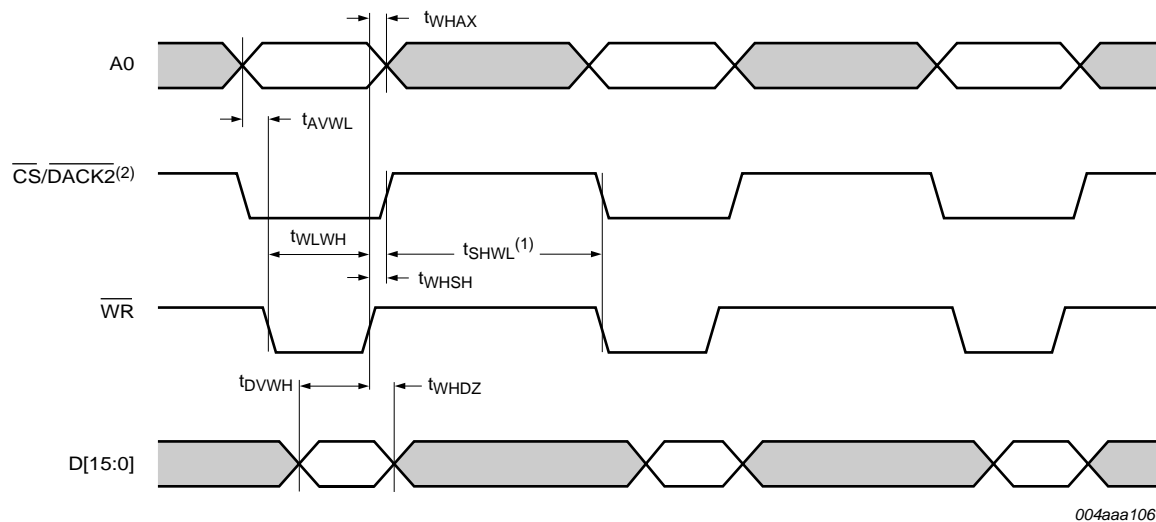 tWHAX
A0
tAVWL
CS/DACK2(2)
tWLWH
tSHWL(1)
tWHSH
WR
tDVWH
tWHDZ
D[15:0]
004aaa106